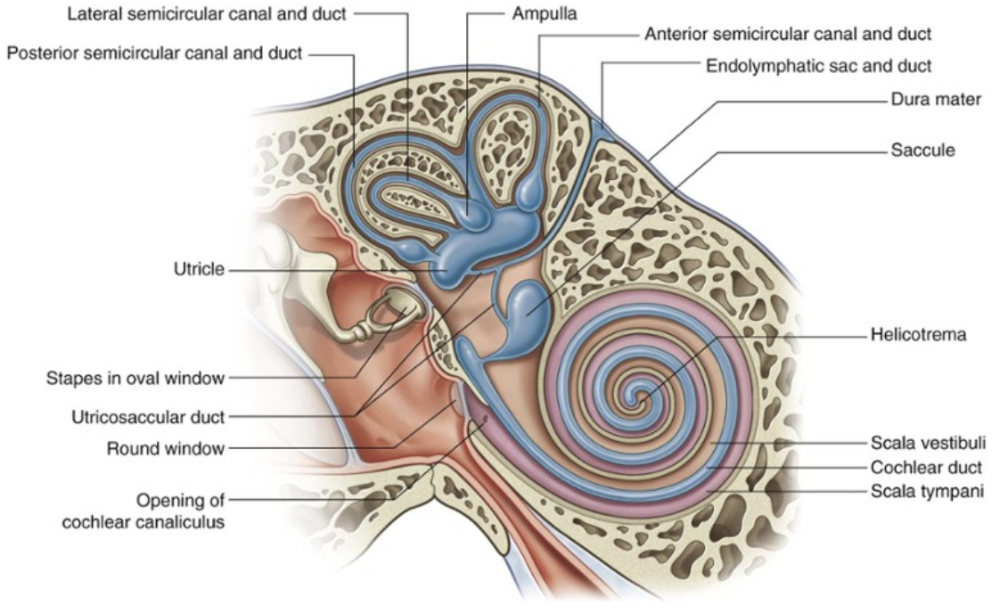 Lateral semicircular canal and duct
Ampulla
Anterior semicircular canal and duct
Posterior semicircular canal and duct
Endolymphatic sac and duct
Dura mater
Saccule
Utricle
Helicotrema
Stapes in oval window
Utricosaccular duct
Round window
Scala vestibuli
Cochlear duct
Scala tympani
Opening of
cochlear canaliculus